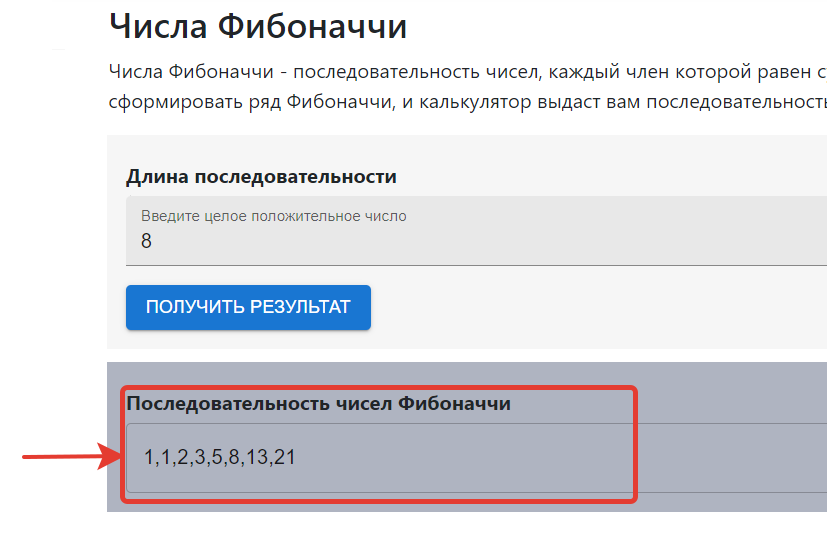 Числа Фибоначчи
Числа Фибоначчи - последовательность чисел, каждый член которой равен с
сформировать ряд Фибоначчи, и калькулятор выдаст вам последовательность
Длина последовательности
Введите целое положительное число
8
ПОЛУЧИТЬ РЕЗУЛЬТАТ
Последовательность чисел Фибоначчи
1,1,2,3,5,8,13,21